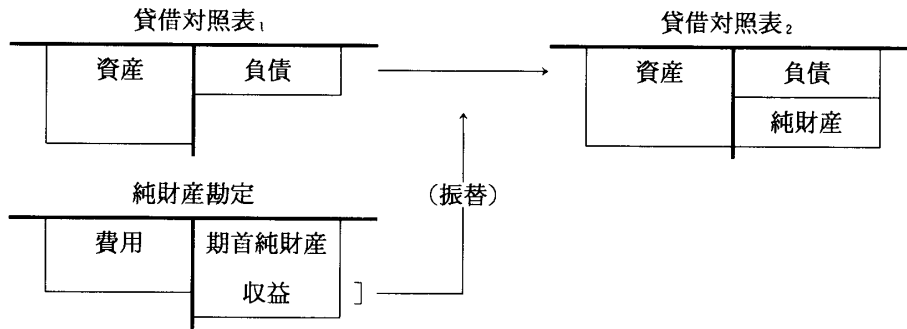 貸借対照表₁
資産 負債
純財産勘定
費用 期首純財産
収益
(振替)
貸借対照表₂
資産 負債
純財産